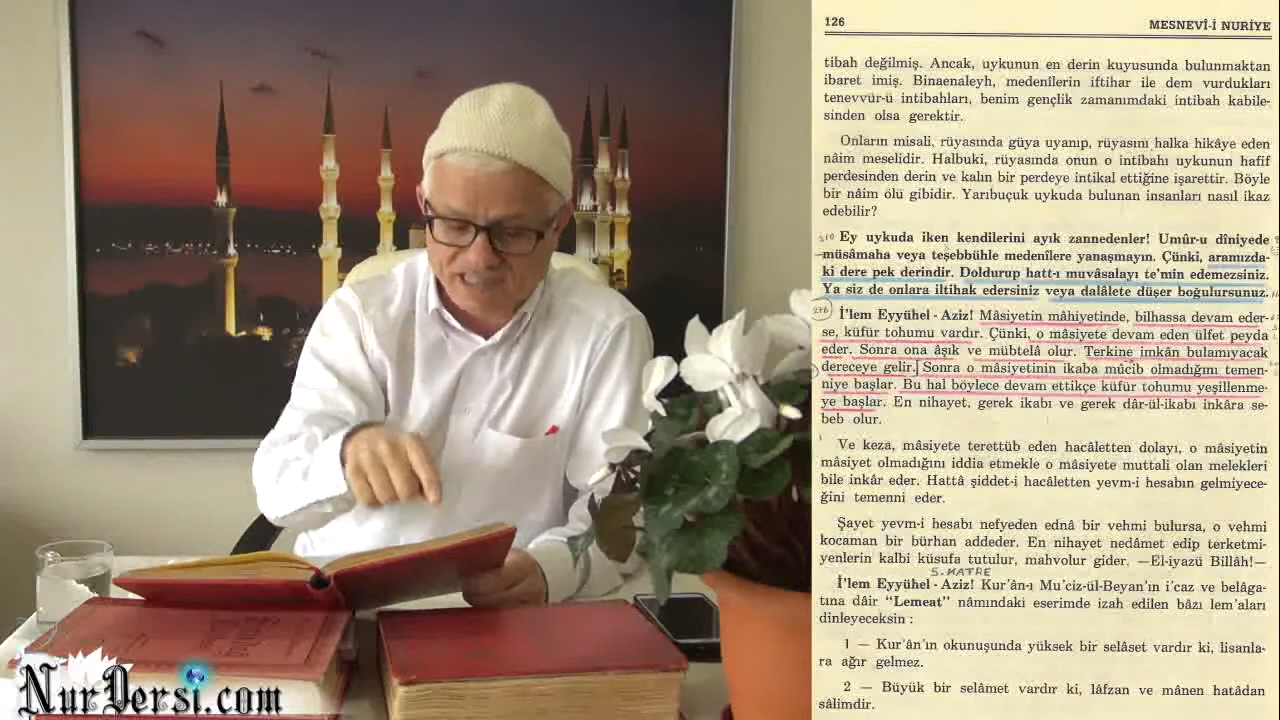 126 MESNEVÎ-İ NURİYE
tibah değilmiş. Ancak, uykunun en derin kuyusunda bulunmaktan
ibaret imiş. Binaenaleyh, medenîlerin iftihar ile dem vurdukları
tenevvür-ü intibahları, benim gençlik zamanımdaki intibah kabile-
sinden olsa gerektir.
Onların misali, rüyasında güya uyanıp, rüyasını halka hikâye eden
nâim meselidir. Halbuki, rüyasında onun o intibahı uykunun hafif
perdesinden derin ve kalın bir perdeye intikal ettiğine işarettir. Böyle
bir nâim ölü gibidir. Yarıbuçuk uykuda bulunan insanları nasıl ikaz
edebilir?
Ey uykuda iken kendilerini ayık zannedenler! Umûr-u dîniyede
müsâmaha veya teşebbühle medenîlere yanaşmayın. Çünki, aramızda-
ki dere pek derindir. Doldurup hatt-ı muvâsalayı te'min edemezsiniz.
Ya siz de onlara iltihak edersiniz veya dalâlete düşer boğulursunuz.
İ'lem Eyyühel - Aziz! Mâsiyetin mâhiyetinde, bilhassa devam eder-
se, küfür tohumu vardır. Çünki, o mâsiyete devam eden ülfet peyda
eder. Sonra ona âşık ve mübtelâ olur. Terkine imkân bulamıyacak
dereceye gelir. Sonra o mâsiyetinin ikaba mûcib olmadığını temen-
niye başlar. Bu hal böylece devam ettikçe küfür tohumu yeşillenme-
ye başlar. En nihayet, gerek ikabı ve gerek dâr-ül-ikabı inkâra se-
beb olur.
Ve keza, mâsiyete terettüb eden hacâletten dolayı, o mâsiyetin
mâsiyet olmadığını iddia etmekle o mâsiyete muttali olan melekleri
bile inkâr eder. Hattâ şiddet-i hacâletten yevm-i hesabın gelmiyece-
ğini temenni eder.
Şayet yevm-i hesabı nefyeden ednâ bir vehmi bulursa, o vehmi
kocaman bir bürhan addeder. En nihayet nedâmet edip terketmi-
yenlerin kalbi küsufa tutulur, mahvolur gider. —El-iyazü Billâh!—
5. KATRE
İ'lem Eyyühel - Aziz! Kur'ân-ı Mu'ciz-ül-Beyan'ın i'caz ve belâga-
tına dâir "Lemeat" nâmındaki eserimde izah edilen bâzı lem'aları
dinleyeceksin :
1 — Kur'ân'ın okunuşunda yüksek bir selâset vardır ki, lisanla-
ra ağır gelmez.
2 — Büyük bir selâmet vardır ki, lâfzan ve mânen hatâdan
sâlimdir.
NurDersi.com